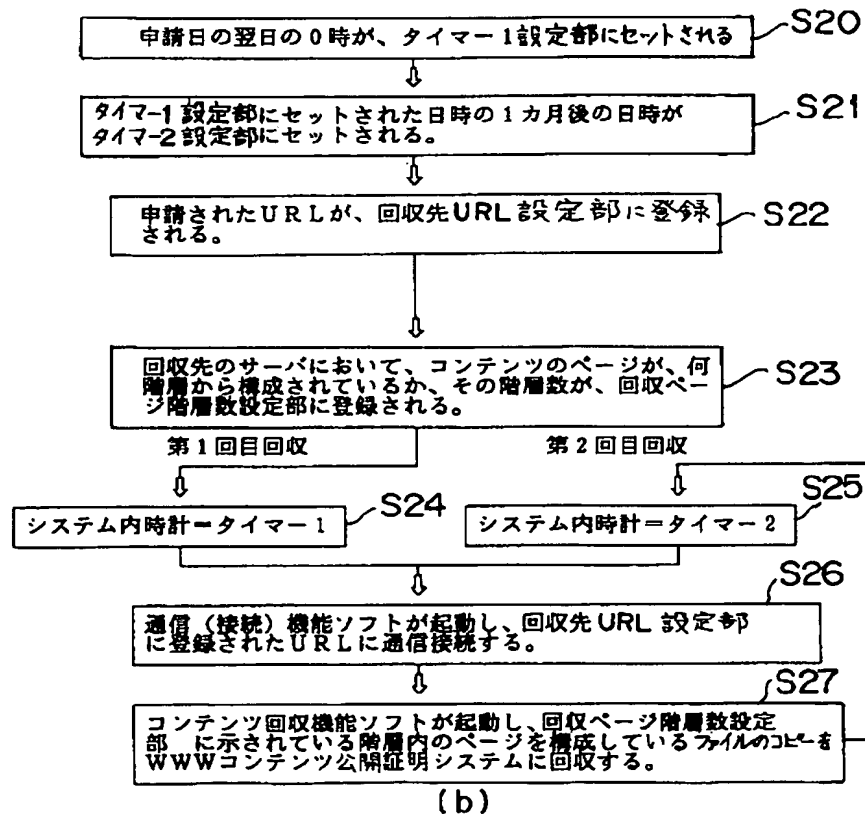 申請日の翌日の０時が、タイマー１設定部にセットされる
S20
タイマー1設定部にセットされた日時の１カ月後の日時が
タイマー2設定部にセットされる。
S21
申請されたＵＲＬが、回収先URL設定部に登録
される。
S22
回収先のサーバにおいて、コンテンツのページが、何
階層から構成されているか、その階層数が、回収ペー
ジ階層数設定部に登録される。
S23
第１回目回収
第２回目回収
システム内時計＝タイマー１
S24
システム内時計＝タイマー２
S25
S26
通信（接続）機能ソフトが起動し、回収先URL設定部
に登録されたＵＲＬに通信接続する。
S27
コンテンツ回収機能ソフトが起動し、回収ページ階層数設定
部　に示されている階層内のページを構成しているファイルのコピーを
ＷＷＷコンテンツ公開証明システムに回収する。
(b)